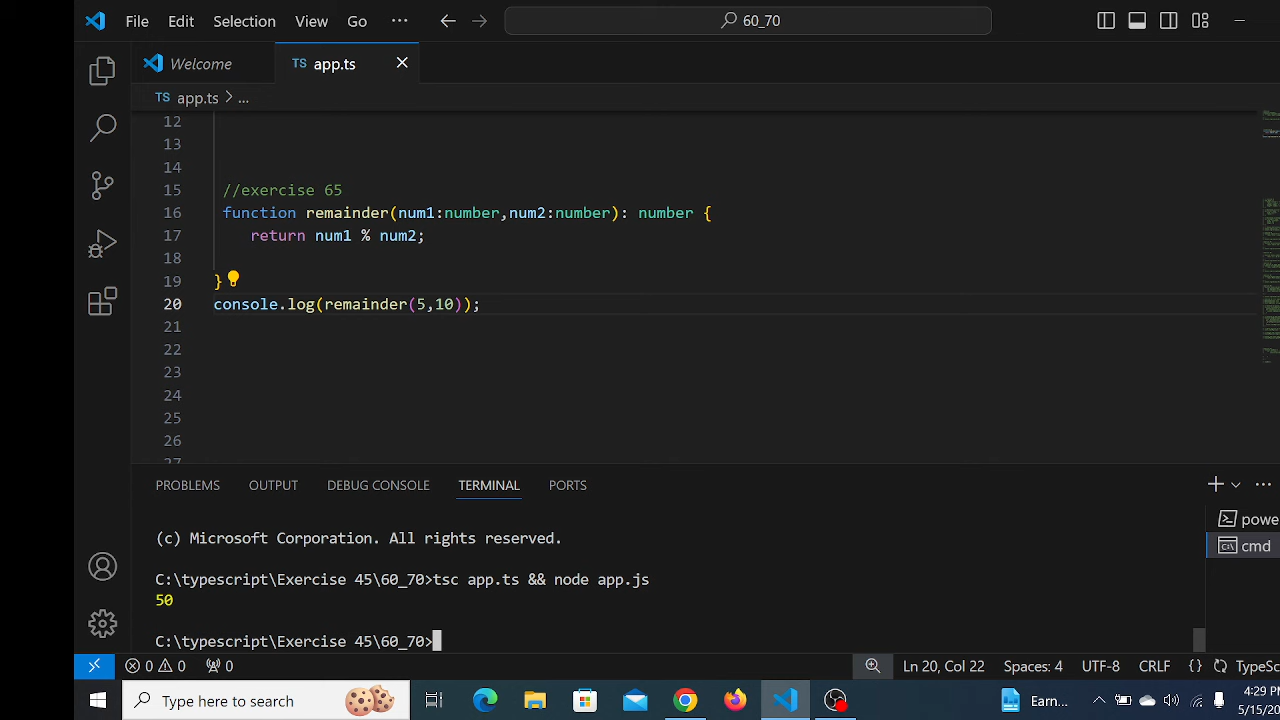 File Edit Selection View Go ··· 60_70
Welcome TS app.ts
TS app.ts > ...
12
13
14
15 //exercise 65
16 function remainder(num1:number,num2:number): number {
17 return num1 % num2;
18
19 }
20 console.log(remainder(5,10));
21
22
23
24
25
26
27
PROBLEMS OUTPUT DEBUG CONSOLE TERMINAL PORTS
(c) Microsoft Corporation. All rights reserved.
powe
cmd
C:\typescript\Exercise 45\60_70>tsc app.ts && node app.js
50
C:\typescript\Exercise 45\60_70>
0 0 0 Ln 20, Col 22 Spaces: 4 UTF-8 CRLF {} TypeSc
Type here to search Earn... 4:29 PM
5/15/20